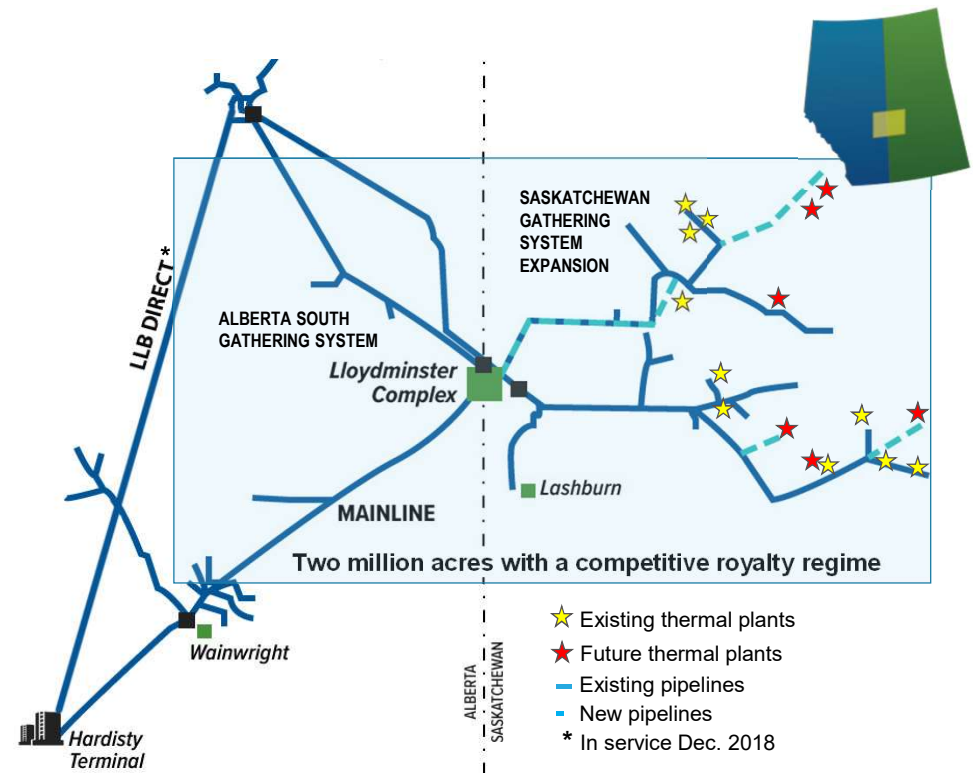 SASKATCHEWAN
GATHERING
SYSTEM
EXPANSION
LLB DIRECT*
ALBERTA SOUTH
GATHERING SYSTEM
Lloydminster
Complex
Lashburn
MAINLINE
Two million acres with a competitive royalty regime
Wainwright
ALBERTA
SASKATCHEWAN
Hardisty
Terminal
Existing thermal plants
Future thermal plants
Existing pipelines
New pipelines
* In service Dec. 2018